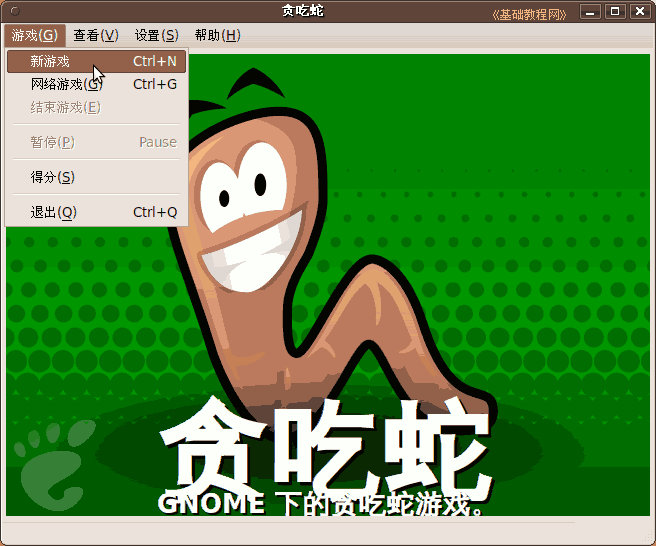 贪吃蛇
《基础教程网》
游戏(G) 查看(V) 设置(S) 帮助(H)
新游戏 Ctrl+N
网络游戏(G) Ctrl+G
结束游戏(E)
暂停(P) Pause
得分(S)
退出(Q) Ctrl+Q
贪吃蛇
GNOME 下的贪吃蛇游戏。